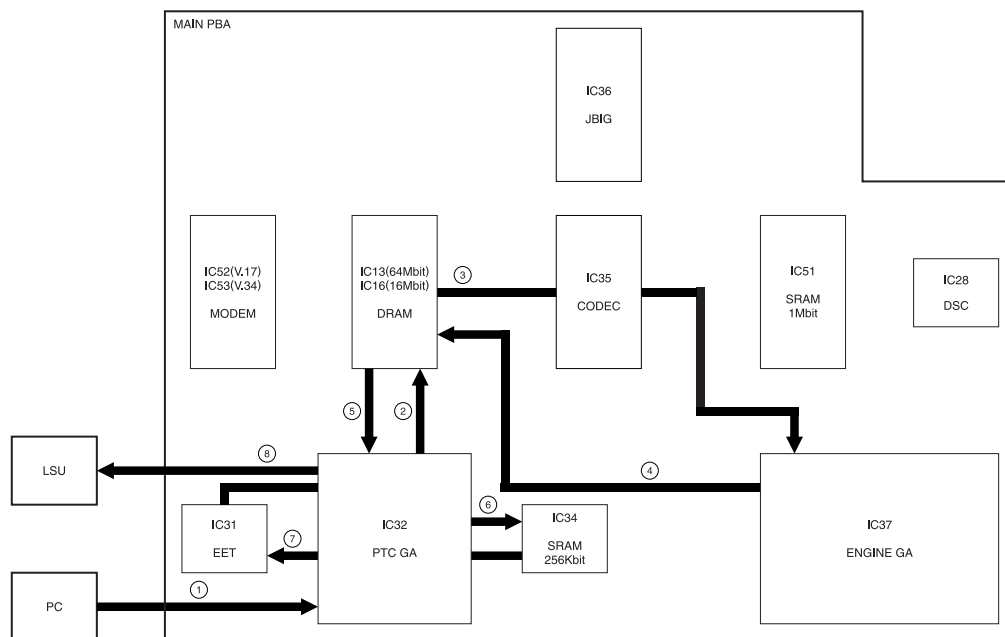 MAIN PBA
IC36
JBIG
IC52(V.17)
IC53(V.34)
MODEM
IC13(64Mbit)
IC16(16Mbit)
DRAM
3
IC35
CODEC
IC51
SRAM
1Mbit
IC28
DSC
5
2
LSU
8
4
IC31
EET
7
IC32
PTC GA
6
IC34
SRAM
256Kbit
IC37
ENGINE GA
PC
1